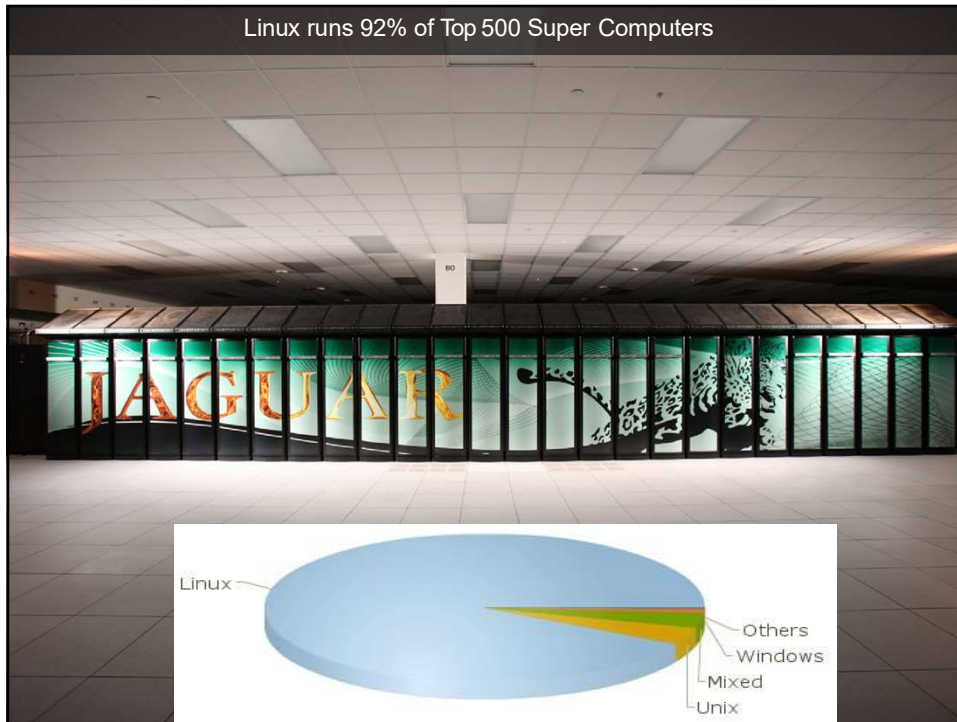 Linux runs 92% of Top 500 Super Computers
80
JAGUAR
Linux
Others
Windows
Mixed
Unix